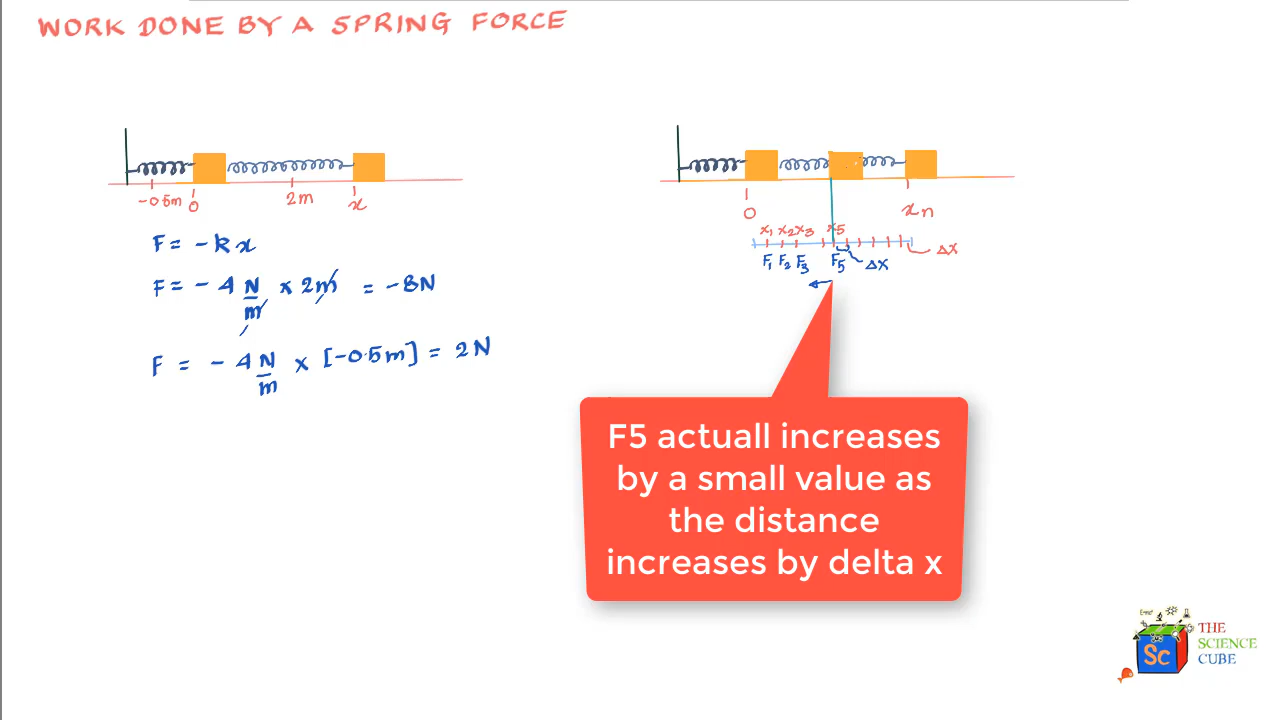 WORK DONE BY A SPRING FORCE
-0.5m 0 2m x
F = - k x
F = - 4 N/m × 2m = -8N
F = - 4 N/m × [-0.5m] = 2N
0 xn
x1 x2 x3 x5
Δx
F1 F2 F3 F5 Δx
F5 actuall increases
by a small value as
the distance
increases by delta x
Sc
THE
SCIENCE
CUBE